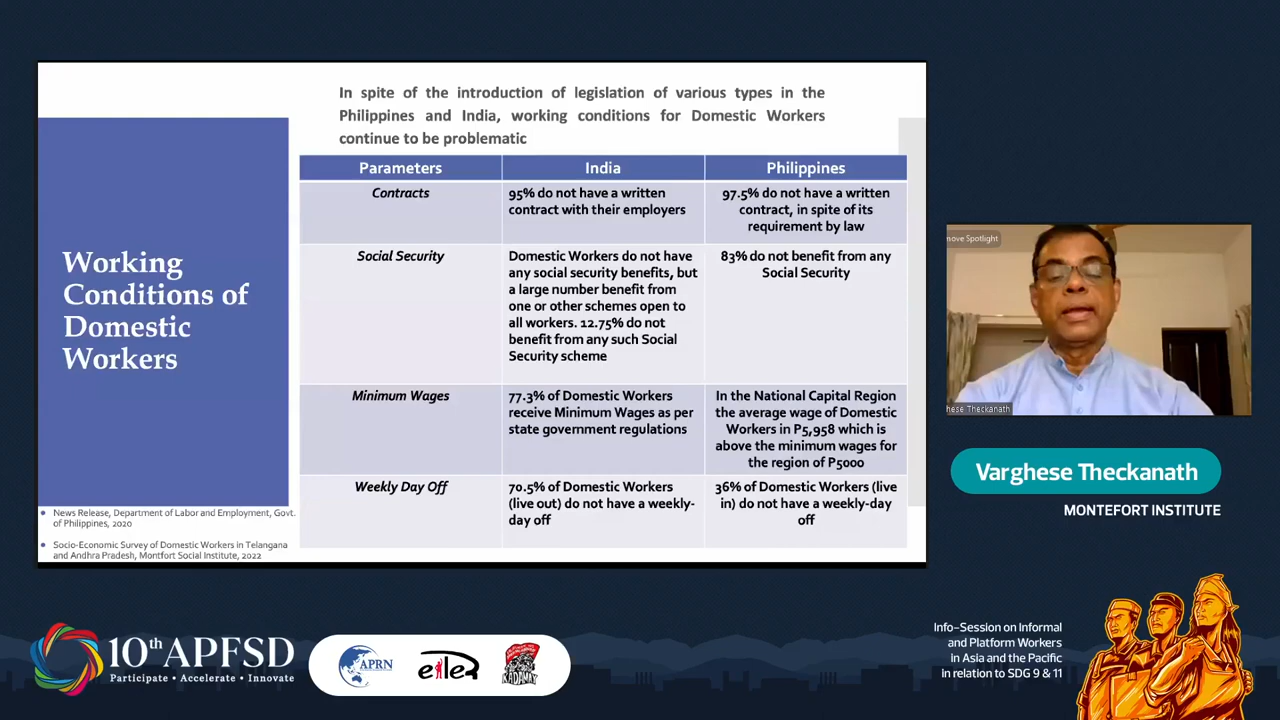 In spite of the introduction of legislation of various types in the
Philippines and India, working conditions for Domestic Workers
continue to be problematic
Working
Conditions of
Domestic
Workers
Parameters
India
Philippines
Contracts
95% do not have a written
contract with their employers
97.5% do not have a written
contract, in spite of its
requirement by law
Social Security
Domestic Workers do not have
any social security benefits, but
a large number benefit from
one or other schemes open to
all workers. 12.75% do not
benefit from any such Social
Security scheme
83% do not benefit from any
Social Security
Minimum Wages
77.3% of Domestic Workers
receive Minimum Wages as per
state government regulations
In the National Capital Region
the average wage of Domestic
Workers in P5,958 which is
above the minimum wages for
the region of P5000
Weekly Day Off
70.5% of Domestic Workers
(live out) do not have a weekly-
day off
36% of Domestic Workers (live
in) do not have a weekly-day
off
• News Release, Department of Labor and Employment, Govt.
of Philippines, 2020
• Socio-Economic Survey of Domestic Workers in Telangana
and Andhra Pradesh, Montfort Social Institute, 2022
move Spotlight
hese Theckanath
Varghese Theckanath
MONTEFORT INSTITUTE
10th APFSD
Participate • Accelerate • Innovate
APRN
eiler
KADAMAY
Info-Session on Informal
and Platform Workers
in Asia and the Pacific
in relation to SDG 9 & 11